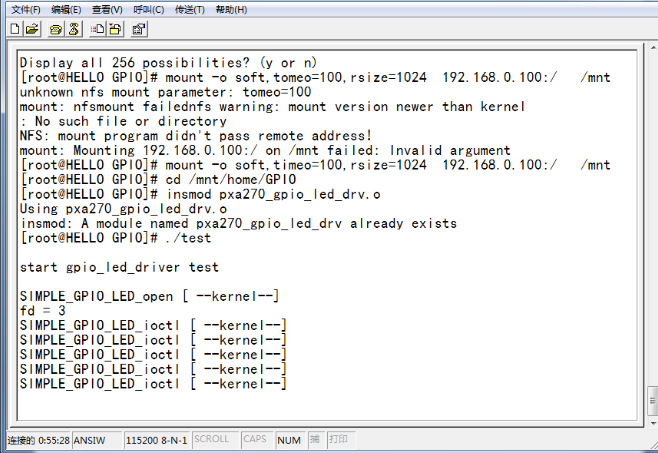 文件(F) 编辑(E) 查看(V) 呼叫(C) 传送(T) 帮助(H)
Display all 256 possibilities? (y or n)
[root@HELLO GPIO]# mount -o soft,tomeo=100,rsize=1024 192.168.0.100:/ /mnt
unknown nfs mount parameter: tomeo=100
mount: nfsmount failednfs warning: mount version newer than kernel
: No such file or directory
NFS: mount program didn't pass remote address!
mount: Mounting 192.168.0.100:/ on /mnt failed: Invalid argument
[root@HELLO GPIO]# mount -o soft,timeo=100,rsize=1024 192.168.0.100:/ /mnt
[root@HELLO GPIO]# cd /mnt/home/GPIO
[root@HELLO GPIO]# insmod pxa270_gpio_led_drv.o
Using pxa270_gpio_led_drv.o
insmod: A module named pxa270_gpio_led_drv already exists
[root@HELLO GPIO]# ./test
start gpio_led_driver test
SIMPLE_GPIO_LED_open [ --kernel--]
fd = 3
SIMPLE_GPIO_LED_ioctl [ --kernel--]
SIMPLE_GPIO_LED_ioctl [ --kernel--]
SIMPLE_GPIO_LED_ioctl [ --kernel--]
SIMPLE_GPIO_LED_ioctl [ --kernel--]
SIMPLE_GPIO_LED_ioctl [ --kernel--]
连接的 0:55:28 ANSIW 115200 8-N-1 SCROLL CAPS NUM 捕 打印